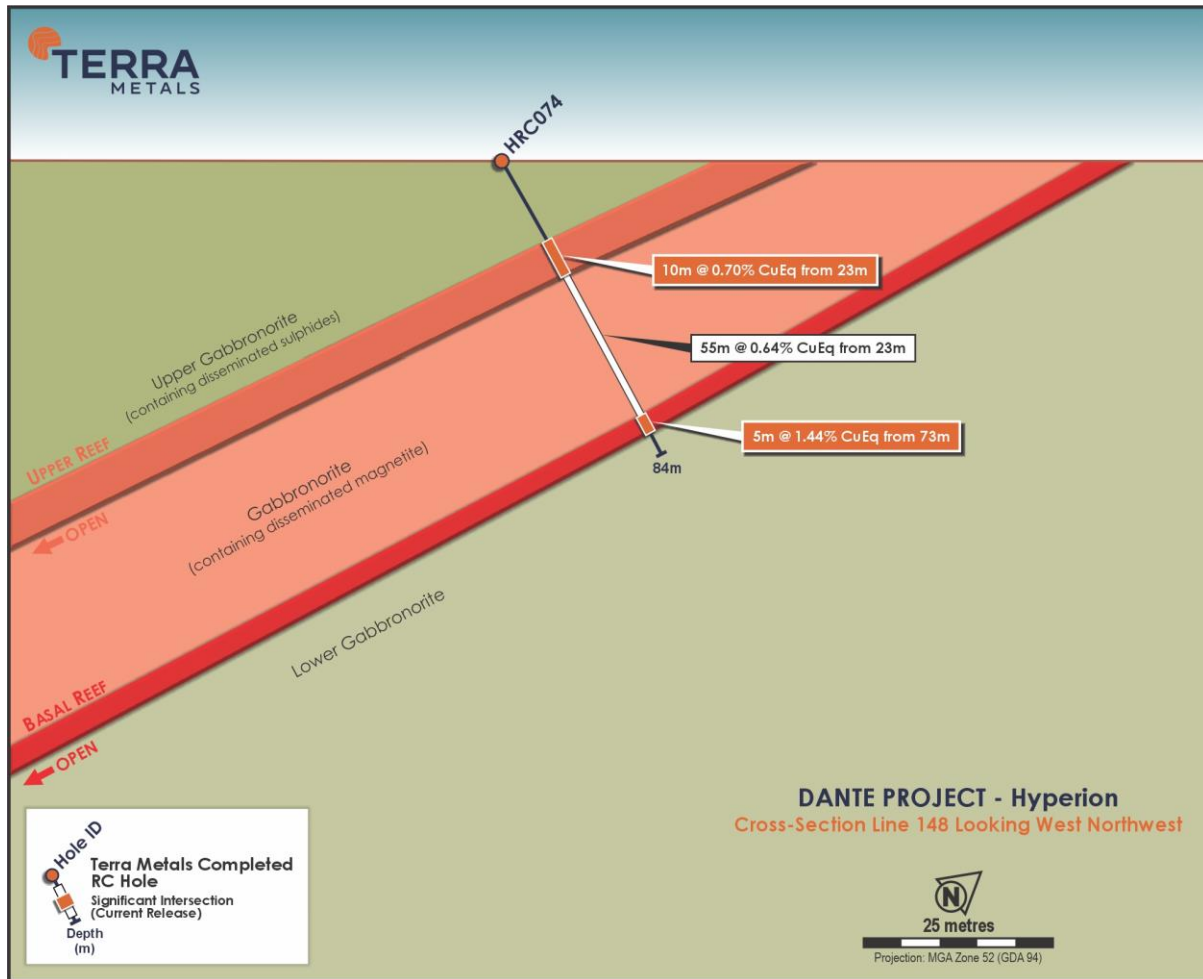 TERRA
METALS
HRC074
10m @ 0.70% CuEq from 23m
55m @ 0.64% CuEq from 23m
5m @ 1.44% CuEq from 73m
84m
Upper Gabbronorite
(containing disseminated sulphides)
UPPER REEF
OPEN
Gabbronorite
(containing disseminated magnetite)
Lower Gabbronorite
BASAL REEF
OPEN
DANTE PROJECT - Hyperion
Cross-Section Line 148 Looking West Northwest
N
25 metres
Projection: MGA Zone 52 (GDA 94)
Hole ID
Terra Metals Completed
RC Hole
Significant Intersection
(Current Release)
Depth
(m)